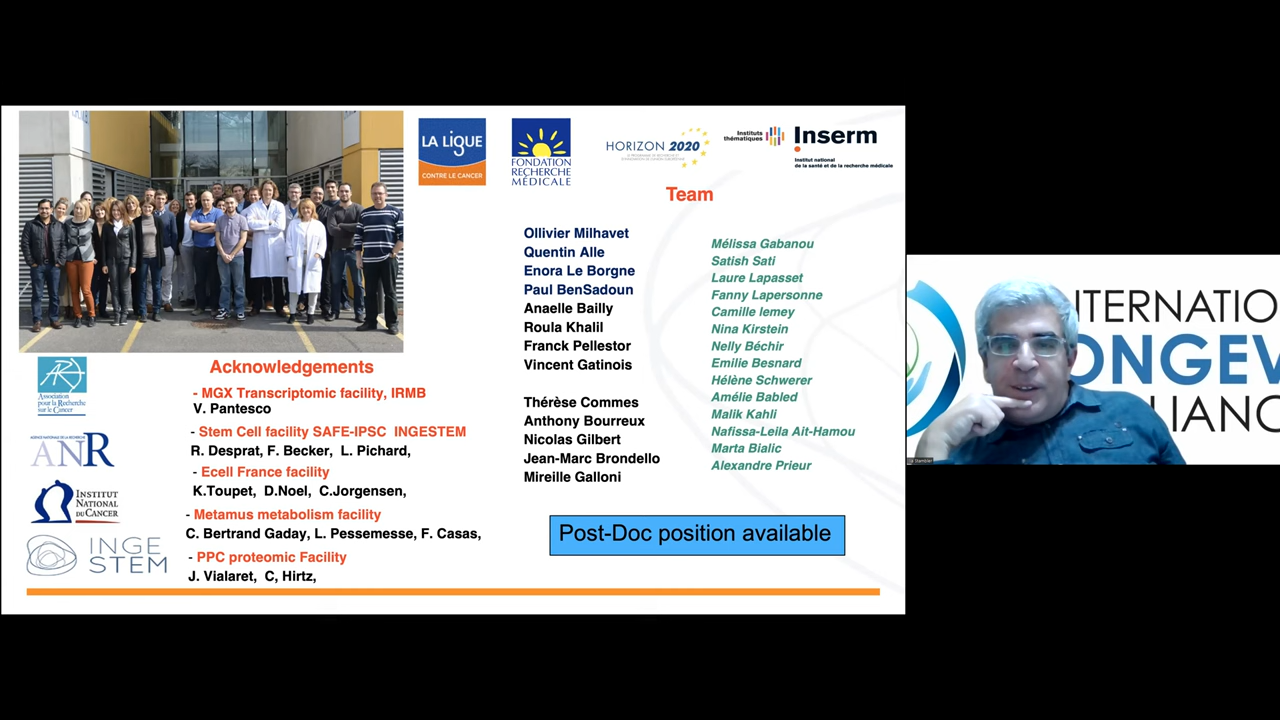 LA LIGUE
CONTRE LE CANCER
FONDATION
RECHERCHE
MÉDICALE
HORIZON 2020
Instituts
thématiques
Inserm
Institut national
de la santé et de la recherche médicale
Team
Ollivier Milhavet
Quentin Alle
Enora Le Borgne
Paul BenSadoun
Anaelle Bailly
Roula Khalil
Franck Pellestor
Vincent Gatinois
Thérèse Commes
Anthony Bourreux
Nicolas Gilbert
Jean-Marc Brondello
Mireille Galloni
Mélissa Gabanou
Satish Sati
Laure Lapasset
Fanny Lapersonne
Camille lemey
Nina Kirstein
Nelly Béchir
Emilie Besnard
Hélène Schwerer
Amélie Babled
Malik Kahli
Nafissa-Leila Ait-Hamou
Marta Bialic
Alexandre Prieur
Post-Doc position available
Acknowledgements
- MGX Transcriptomic facility, IRMB
V. Pantesco
- Stem Cell facility SAFE-IPSC INGESTEM
R. Desprat, F. Becker, L. Pichard,
- Ecell France facility
K.Toupet, D.Noel, C.Jorgensen,
- Metamus metabolism facility
C. Bertrand Gaday, L. Pessemesse, F. Casas,
- PPC proteomic Facility
J. Vialaret, C, Hirtz,
Association
pour la Recherche
sur le Cancer
AGENCE NATIONALE DE LA RECHERCHE
ANR
INSTITUT
NATIONAL
DU CANCER
INGE
STEM
NTERNATIO
ONGEV
LIANC